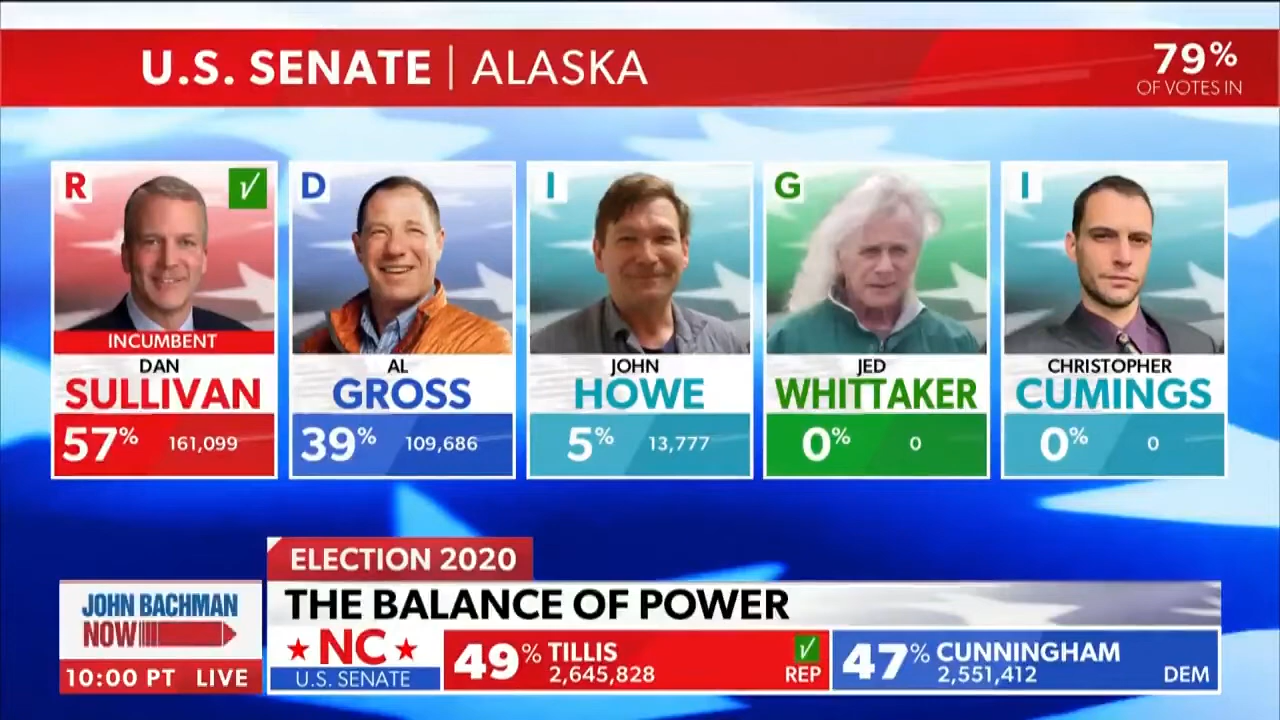 U.S. SENATE | ALASKA
79%
OF VOTES IN
R
INCUMBENT
DAN
SULLIVAN
57% 161,099
D
AL
GROSS
39% 109,686
I
JOHN
HOWE
5% 13,777
G
JED
WHITTAKER
0% 0
I
CHRISTOPHER
CUMINGS
0% 0
ELECTION 2020
THE BALANCE OF POWER
JOHN BACHMAN
NOW
10:00 PT LIVE
NC
U.S. SENATE
49% TILLIS
2,645,828
REP
47% CUNNINGHAM
2,551,412
DEM